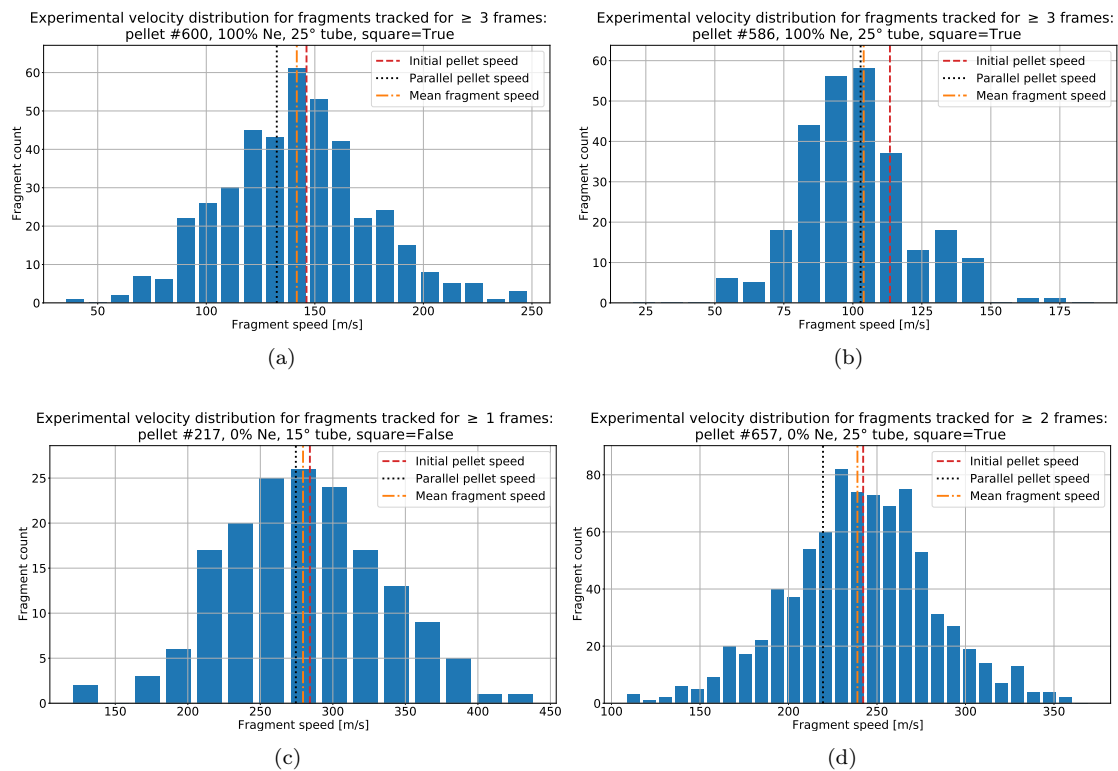 Experimental velocity distribution for fragments tracked for ≥ 3 frames:
pellet #600, 100% Ne, 25° tube, square=True
Initial pellet speed
Parallel pellet speed
Mean fragment speed
Fragment count
60
50
40
30
20
10
0
50 100 150 200 250
Fragment speed [m/s]
(a)
Experimental velocity distribution for fragments tracked for ≥ 3 frames:
pellet #586, 100% Ne, 25° tube, square=True
Initial pellet speed
Parallel pellet speed
Mean fragment speed
Fragment count
60
50
40
30
20
10
0
25 50 75 100 125 150 175
Fragment speed [m/s]
(b)
Experimental velocity distribution for fragments tracked for ≥ 1 frames:
pellet #217, 0% Ne, 15° tube, square=False
Initial pellet speed
Parallel pellet speed
Mean fragment speed
Fragment count
25
20
15
10
5
0
150 200 250 300 350 400 450
Fragment speed [m/s]
(c)
Experimental velocity distribution for fragments tracked for ≥ 2 frames:
pellet #657, 0% Ne, 25° tube, square=True
Initial pellet speed
Parallel pellet speed
Mean fragment speed
Fragment count
80
60
40
20
0
100 150 200 250 300 350
Fragment speed [m/s]
(d)